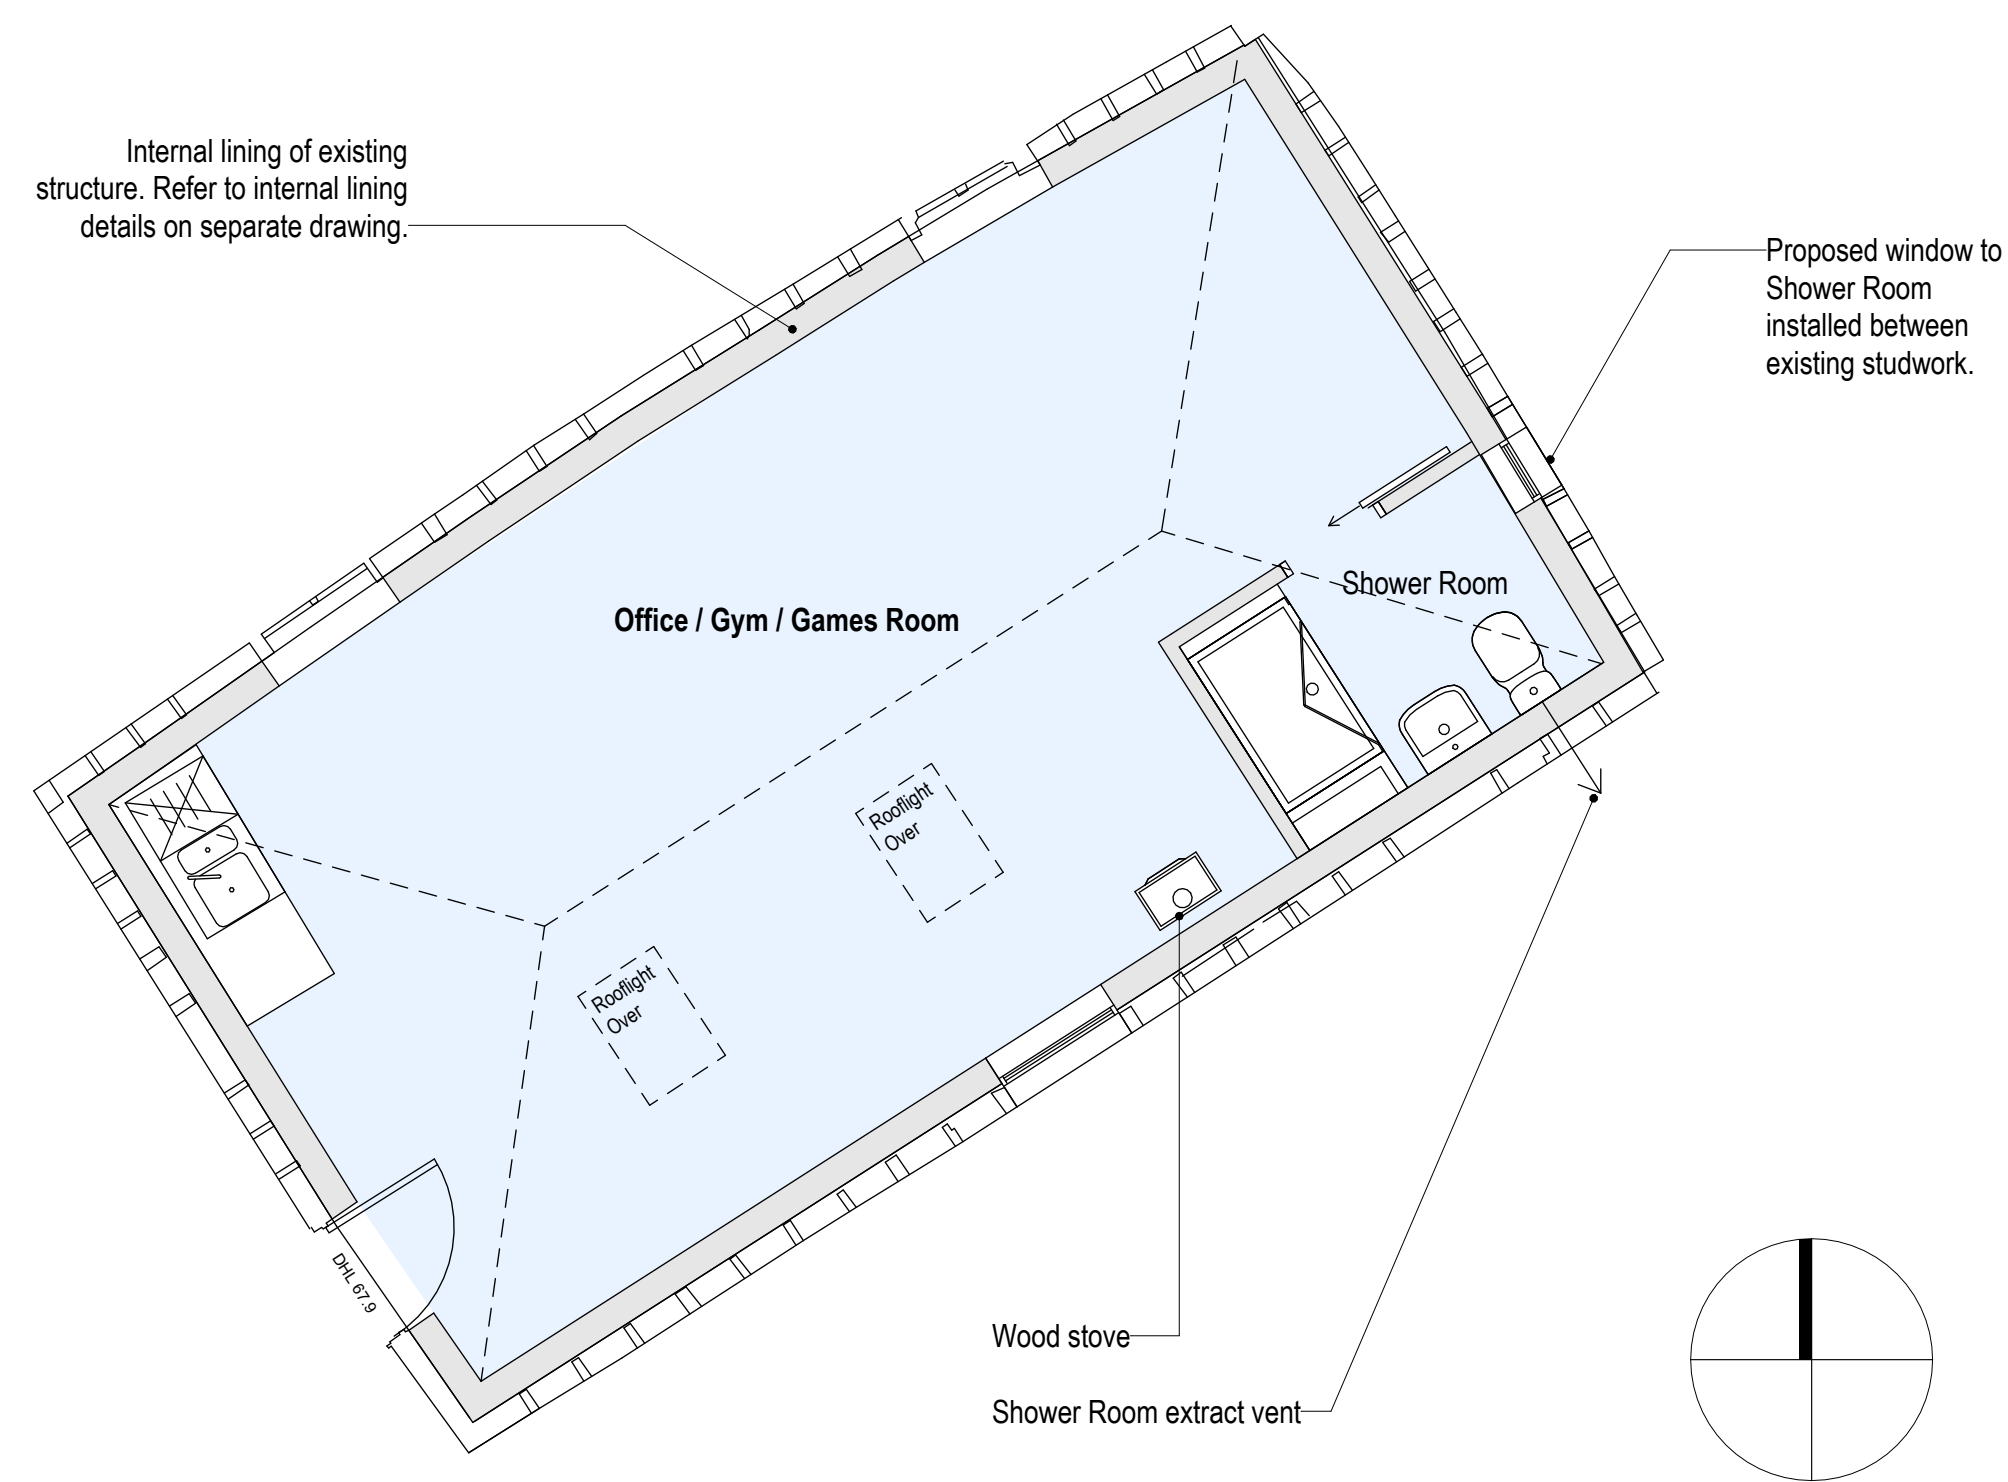 Internal lining of existing
structure. Refer to internal lining
details on separate drawing.
Proposed window to
Shower Room
installed between
existing studwork.
Shower Room
Office / Gym / Games Room
Rooflight
Over
Rooflight
Over
DHL 67.9
Wood stove
Shower Room extract vent